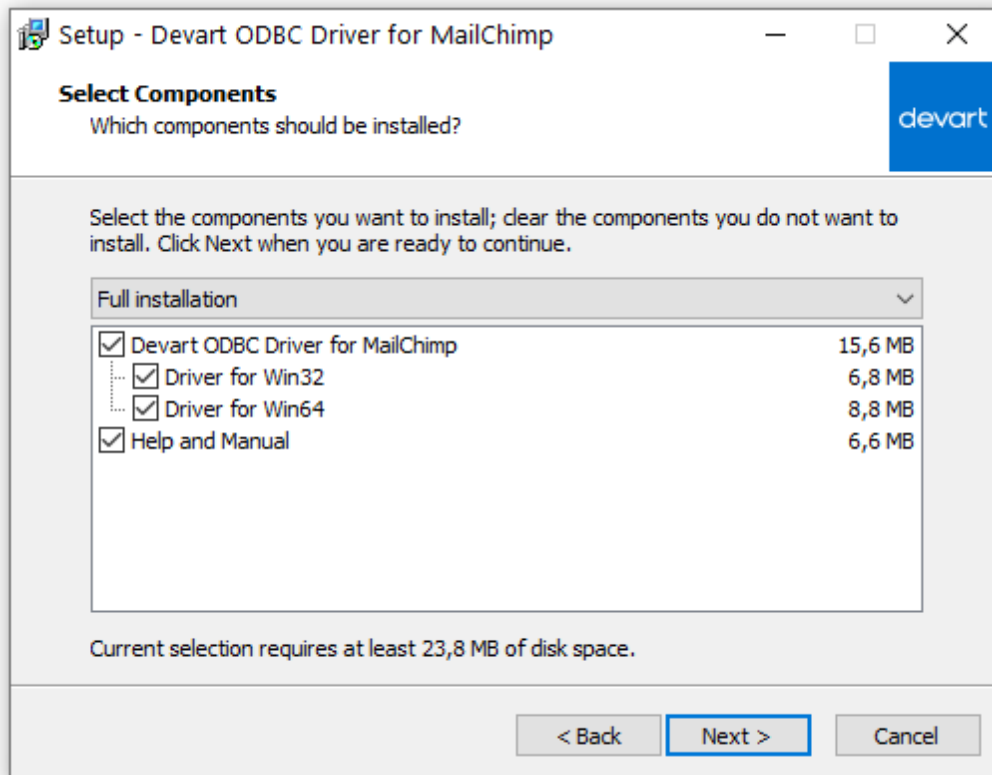 Setup - Devart ODBC Driver for MailChimp
Select Components
Which components should be installed?
devart
Select the components you want to install; clear the components you do not want to
install. Click Next when you are ready to continue.
Full installation
Devart ODBC Driver for MailChimp 15,6 MB
Driver for Win32 6,8 MB
Driver for Win64 8,8 MB
Help and Manual 6,6 MB
Current selection requires at least 23,8 MB of disk space.
< Back Next > Cancel